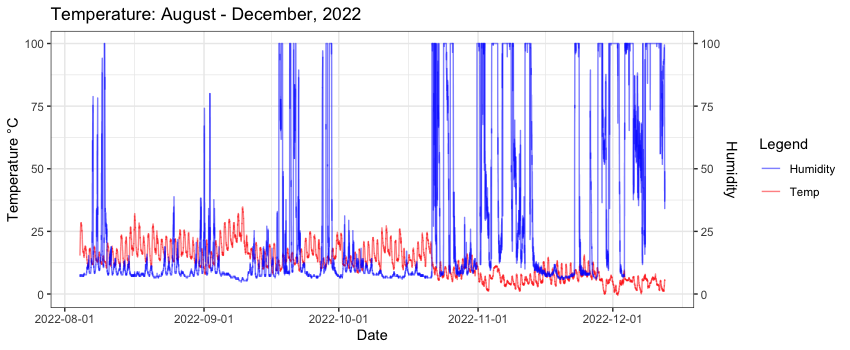 Temperature: August - December, 2022
Temperature °C
100
75
50
25
0
100
75
50
25
0
Humidity
2022-08-01
2022-09-01
2022-10-01
2022-11-01
2022-12-01
Date
Legend
Humidity
Temp